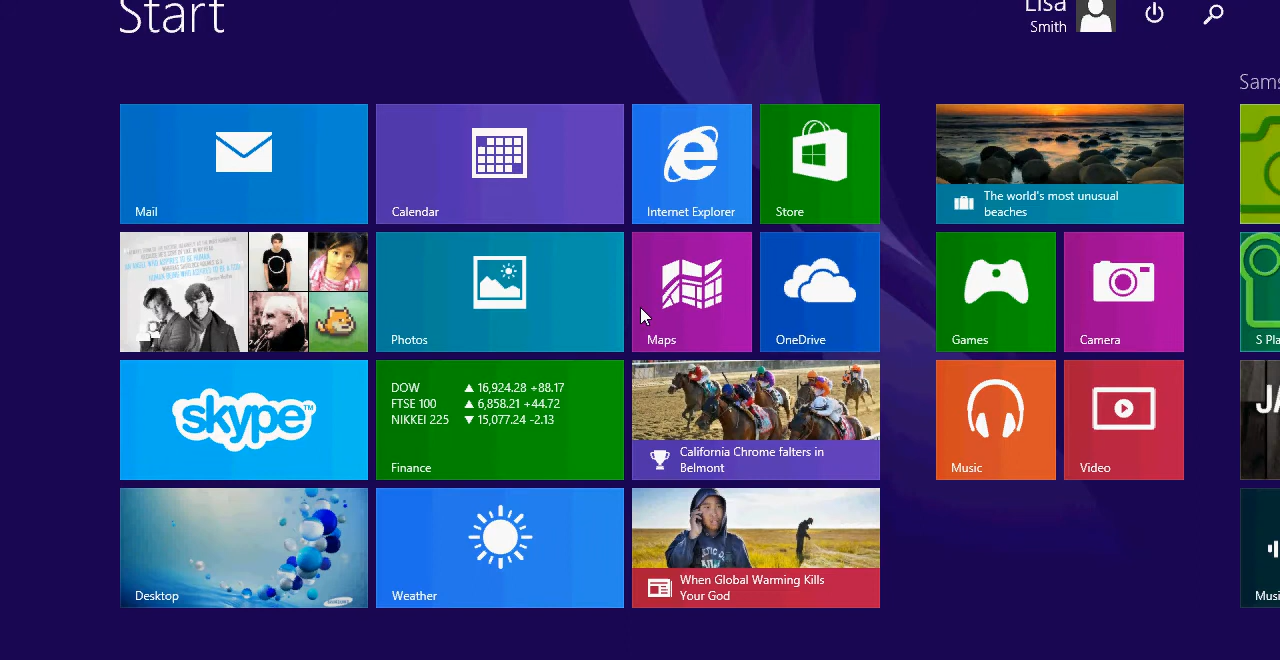 Start
Lisa
Smith
Sams
Mail
Calendar
Internet Explorer
Store
The world's most unusual
beaches
Photos
Maps
OneDrive
Games
Camera
S Pla
skype™
DOW ▲ 16,924.28 +88.17
FTSE 100 ▲ 6,858.21 +44.72
NIKKEI 225 ▼ 15,077.24 -2.13
Finance
California Chrome falters in
Belmont
Music
Video
JA
Desktop
Weather
When Global Warming Kills
Your God
Musi